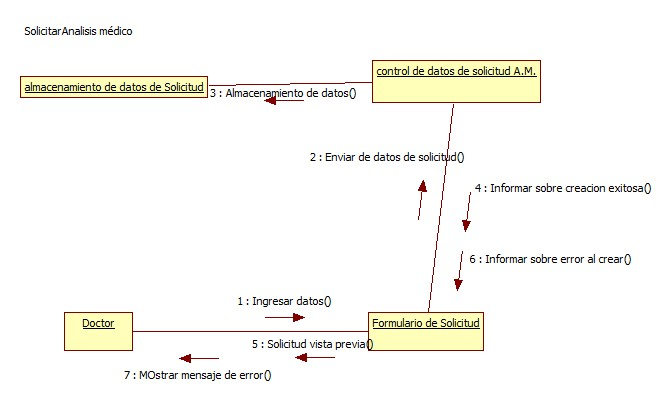 SolicitarAnalisis médico
control de datos de solicitud A.M.
almacenamiento de datos de Solicitud
3 : Almacenamiento de datos()
2 : Enviar de datos de solicitud()
4 : Informar sobre creacion exitosa()
6 : Informar sobre error al crear()
1 : Ingresar datos()
Doctor
Formulario de Solicitud
5 : Solicitud vista previa()
7 : MOstrar mensaje de error()